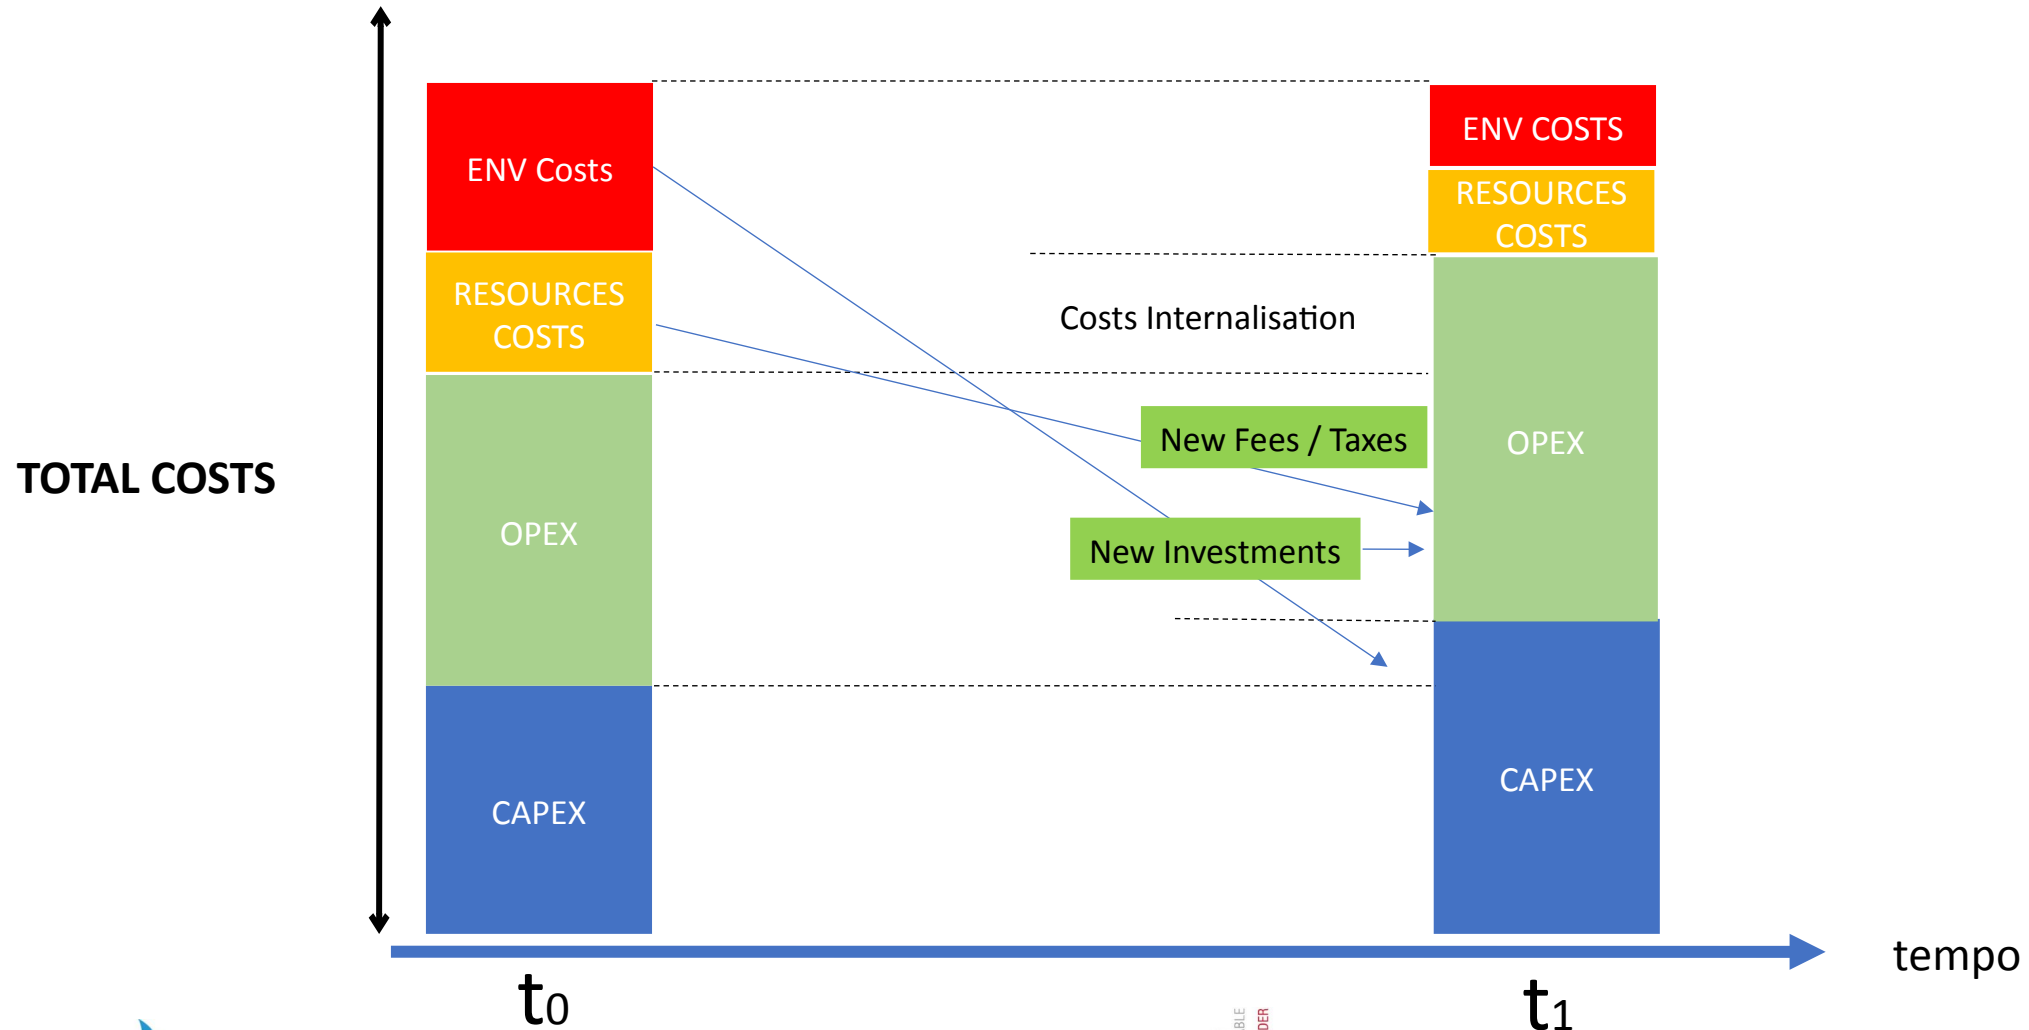 TOTAL COSTS
ENV Costs
RESOURCES
COSTS
OPEX
CAPEX
Costs Internalisation
New Fees / Taxes
New Investments
ENV COSTS
RESOURCES
COSTS
OPEX
CAPEX
tempo
t0
t1